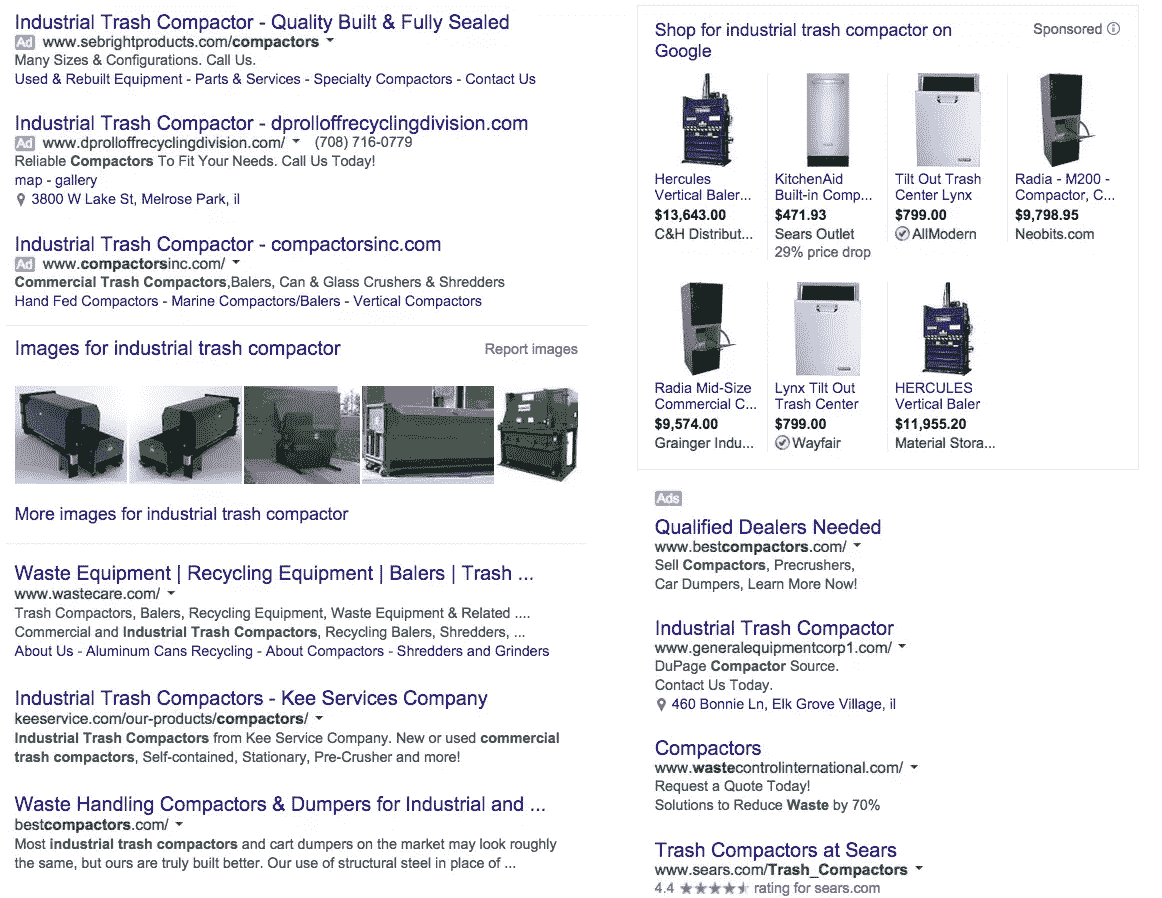 Industrial Trash Compactor - Quality Built & Fully Sealed
Ad www.sebrightproducts.com/compactors
Many Sizes & Configurations. Call Us.
Used & Rebuilt Equipment - Parts & Services - Specialty Compactors - Contact Us
Industrial Trash Compactor - dprolloffrecyclingdivision.com
Ad www.dprolloffrecyclingdivision.com/ (708) 716-0779
Reliable Compactors To Fit Your Needs. Call Us Today!
map - gallery
3800 W Lake St, Melrose Park, il
Industrial Trash Compactor - compactorsinc.com
Ad www.compactorsinc.com/
Commercial Trash Compactors,Balers, Can & Glass Crushers & Shredders
Hand Fed Compactors - Marine Compactors/Balers - Vertical Compactors
Images for industrial trash compactor
Report images
More images for industrial trash compactor
Waste Equipment | Recycling Equipment | Balers | Trash ...
www.wastecare.com/
Trash Compactors, Balers, Recycling Equipment, Waste Equipment & Related ....
Commercial and Industrial Trash Compactors, Recycling Balers, Shredders, ...
About Us - Aluminum Cans Recycling - About Compactors - Shredders and Grinders
Industrial Trash Compactors - Kee Services Company
keeservice.com/our-products/compactors/
Industrial Trash Compactors from Kee Service Company. New or used commercial
trash compactors, Self-contained, Stationary, Pre-Crusher and more!
Waste Handling Compactors & Dumpers for Industrial and ...
bestcompactors.com/
Most industrial trash compactors and cart dumpers on the market may look roughly
the same, but ours are truly built better. Our use of structural steel in place of ...
Shop for industrial trash compactor on
Google
Sponsored
Hercules
Vertical Baler...
$13,643.00
C&H Distribut...
KitchenAid
Built-in Comp...
$471.93
Sears Outlet
29% price drop
Tilt Out Trash
Center Lynx
$799.00
AllModern
Radia - M200 -
Compactor, C...
$9,798.95
Neobits.com
Radia Mid-Size
Commercial C...
$9,574.00
Grainger Indu...
Lynx Tilt Out
Trash Center
$799.00
Wayfair
HERCULES
Vertical Baler
$11,955.20
Material Stora...
Ads
Qualified Dealers Needed
www.bestcompactors.com/
Sell Compactors, Precrushers,
Car Dumpers, Learn More Now!
Industrial Trash Compactor
www.generalequipmentcorp1.com/
DuPage Compactor Source.
Contact Us Today.
460 Bonnie Ln, Elk Grove Village, il
Compactors
www.wastecontrolinternational.com/
Request a Quote Today!
Solutions to Reduce Waste by 70%
Trash Compactors at Sears
www.sears.com/Trash_Compactors
4.4 ★★★★★ rating for sears.com